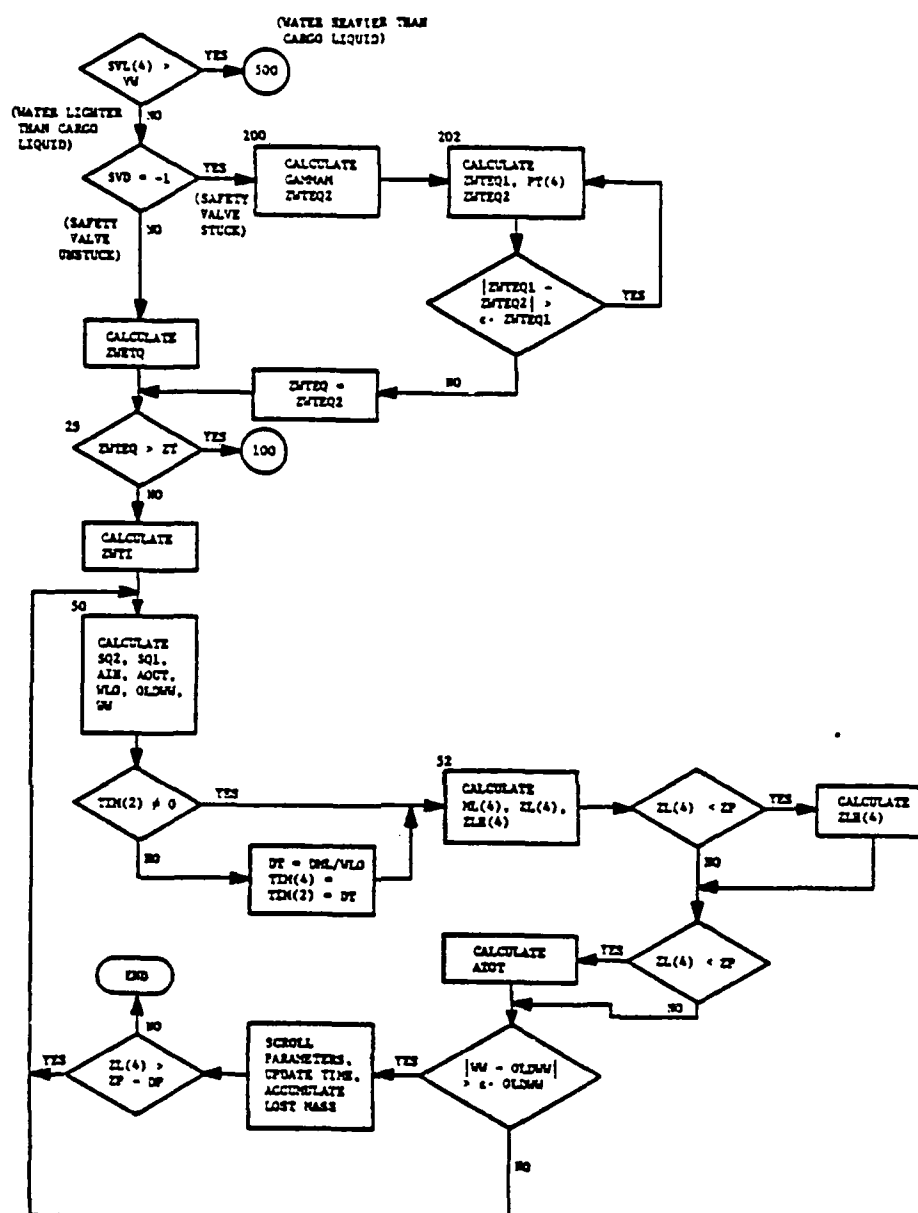 (WATER HEAVIER THAN
CARGO LIQUID)
SVL(4) >
VW
YES
500
NO
(WATER LIGHTER
THAN CARGO
LIQUID)
SVD = -1
YES
(SAFETY
VALVE
STUCK)
NO
(SAFETY
VALVE
UNSTUCK)
200
CALCULATE
GAMMAM
ZWTEQ2
202
CALCULATE
ZWTEQ1, PT(4)
ZWTEQ2
|ZWTEQ1 -
ZWTEQ2| >
ε· ZWTEQ1
YES
NO
CALCULATE
ZWETQ
ZWTEQ =
ZWTEQ2
25
ZWTEQ > ZT
YES
100
NO
CALCULATE
ZWTI
50
CALCULATE
SQ2, SQ1,
AIN, AOUT,
WLO, OLDWW,
WW
TIM(2) ≠ 0
YES
NO
DT = DML/WLO
TIM(4) =
TIM(2) = DT
52
CALCULATE
ML(4), ZL(4),
ZLH(4)
ZL(4) < ZP
YES
CALCULATE
ZLH(4)
NO
ZL(4) < ZP
YES
CALCULATE
NO
|WW - OLDWW|
> ε· OLDWW
YES
NO
SCROLL
PARAMETERS,
UPDATE TIME,
ACCUMULATE
LOST MASS
ZL(4) >
ZP - DP
YES
NO
END